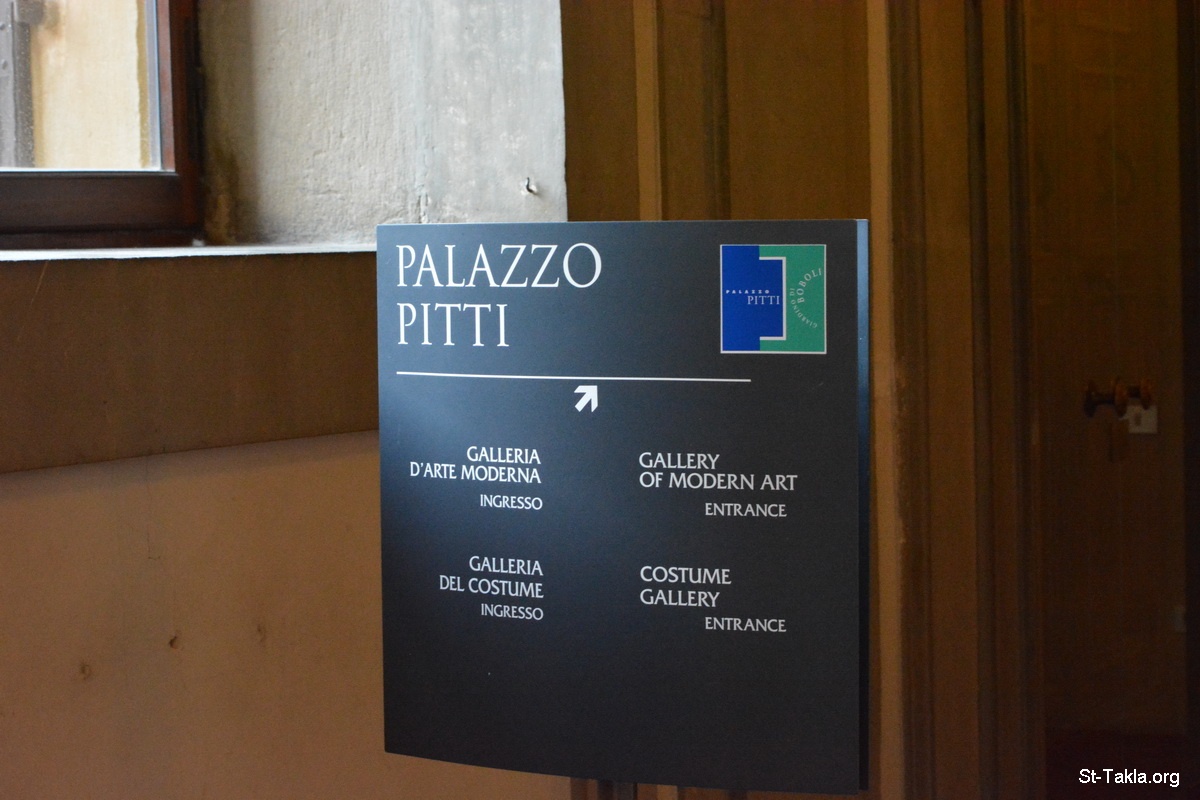 PALAZZO
PITTI
PALAZZO
PITTI
GIARDINO DI
BOBOLI
GALLERIA
D'ARTE MODERNA
INGRESSO
GALLERY
OF MODERN ART
ENTRANCE
GALLERIA
DEL COSTUME
INGRESSO
COSTUME
GALLERY
ENTRANCE
St-Takla.org